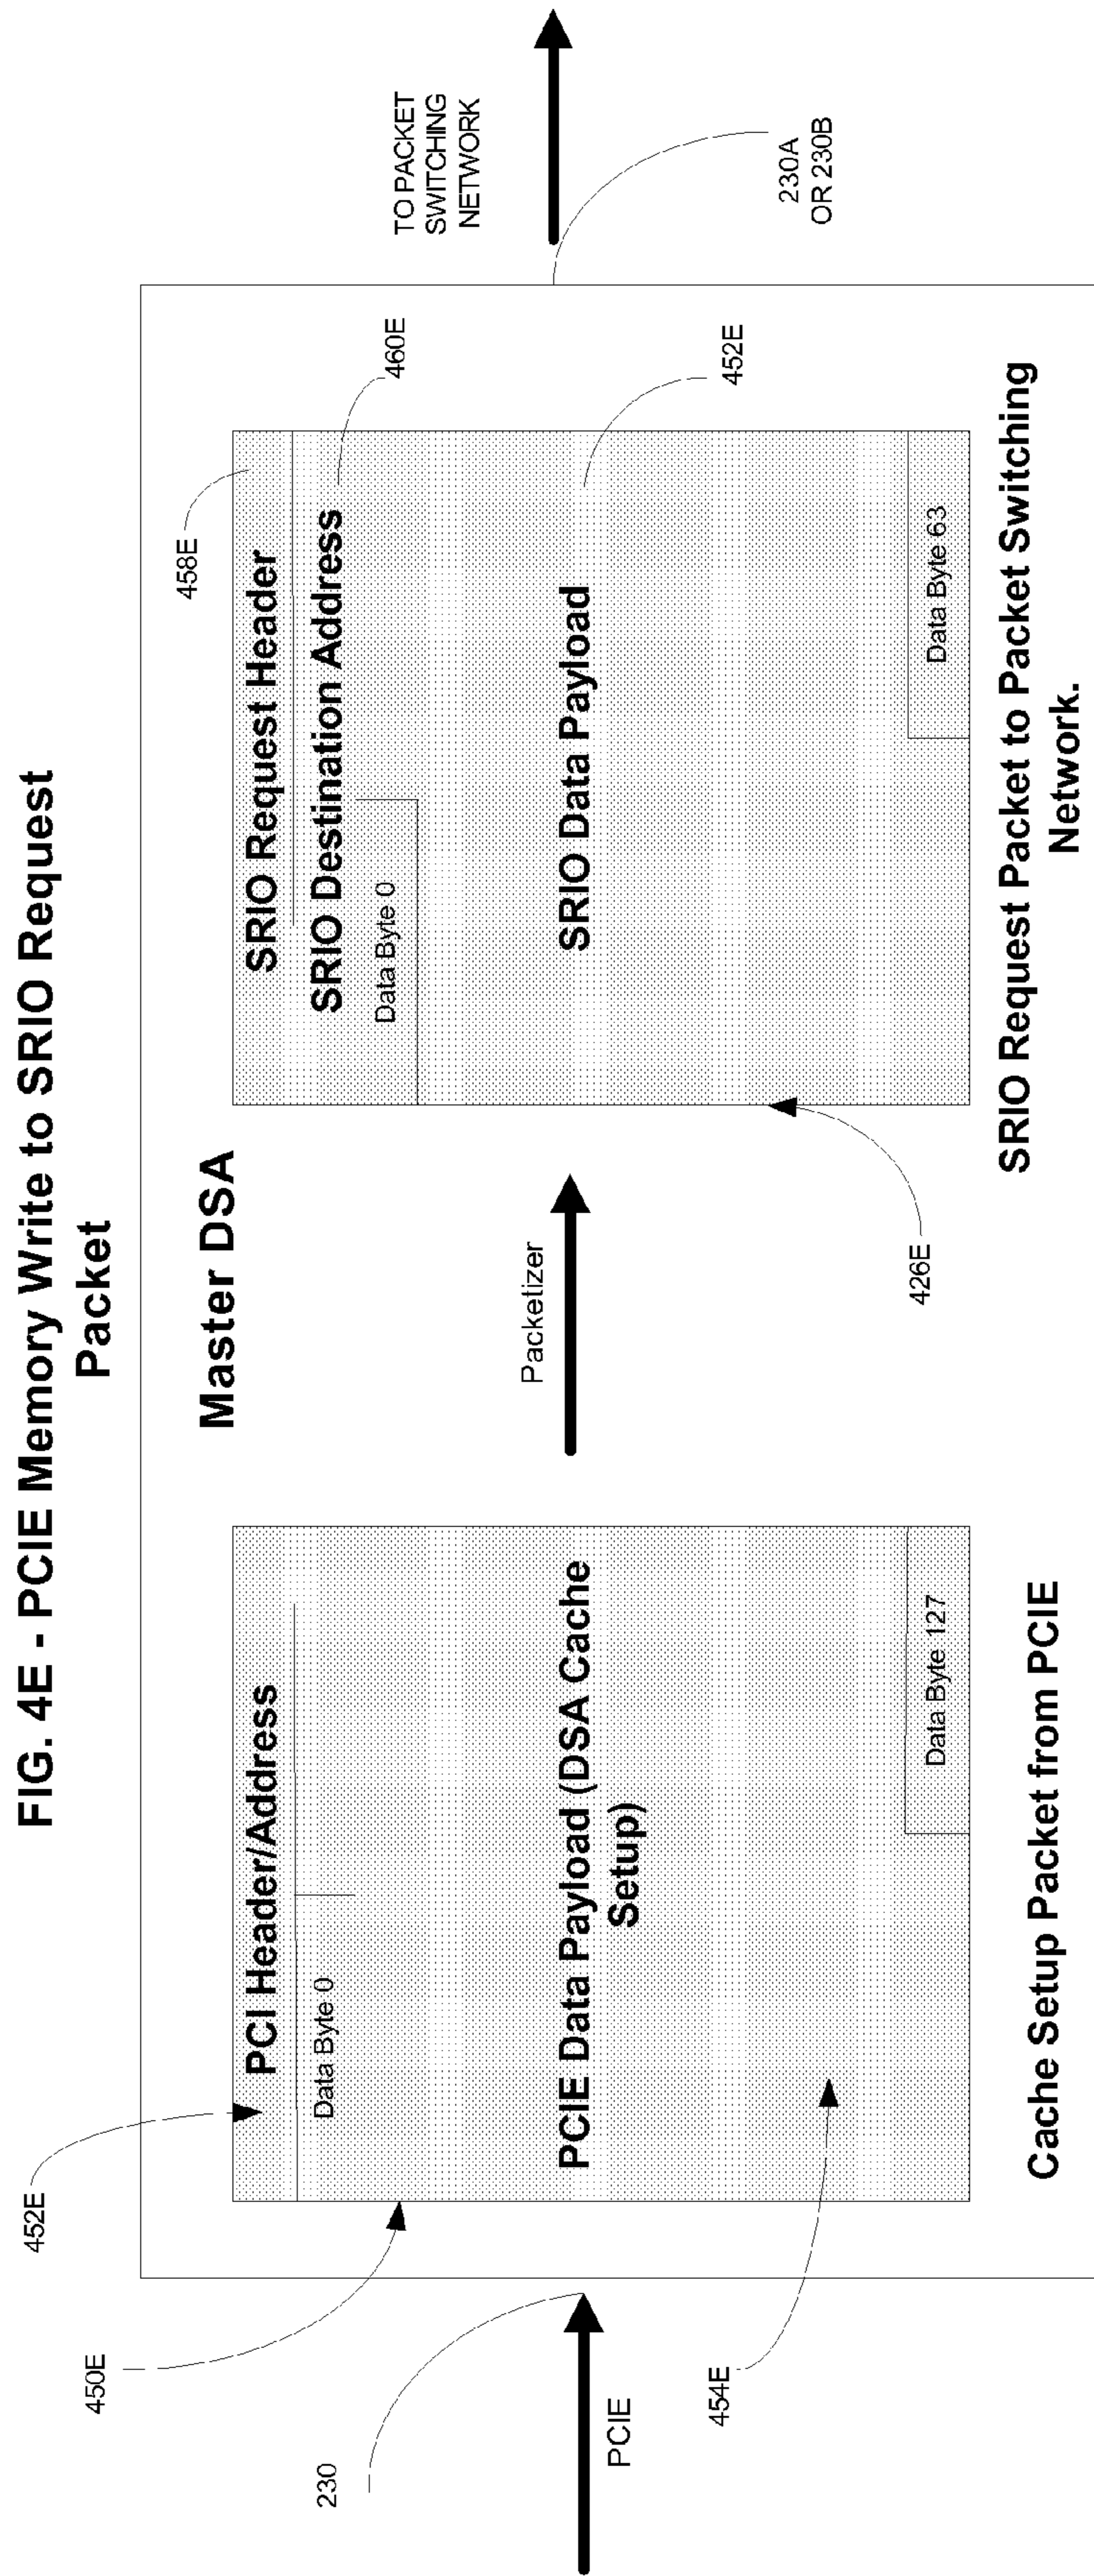 FIG. 4E - PCIE Memory Write to SRIO Request
Packet
Master DSA
452E
450E
230
PCIE
454E
PCI Header/Address
Data Byte 0
PCIE Data Payload (DSA Cache
Setup)
Data Byte 127
Cache Setup Packet from PCIE
Packetizer
426E
458E
SRIO Request Header
SRIO Destination Address
460E
Data Byte 0
SRIO Data Payload
452E
Data Byte 63
SRIO Request Packet to Packet Switching
Network.
TO PACKET
SWITCHING
NETWORK
230A
OR 230B